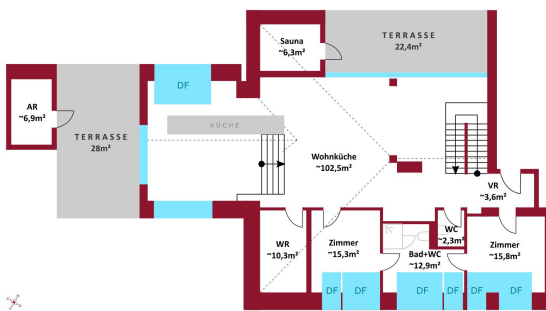 Sauna
~6,3m²
TERRASSE
22,4m²
DF
AR
~6,9m²
KÜCHE
TERRASSE
28m²
Wohnküche
~102,5m²
VR
~3,6m²
WC
~2,3m²
WR
~10,3m²
Zimmer
~15,3m²
Bad+WC
~12,9m²
Zimmer
~15,8m²
DF DF DF DF DF DF